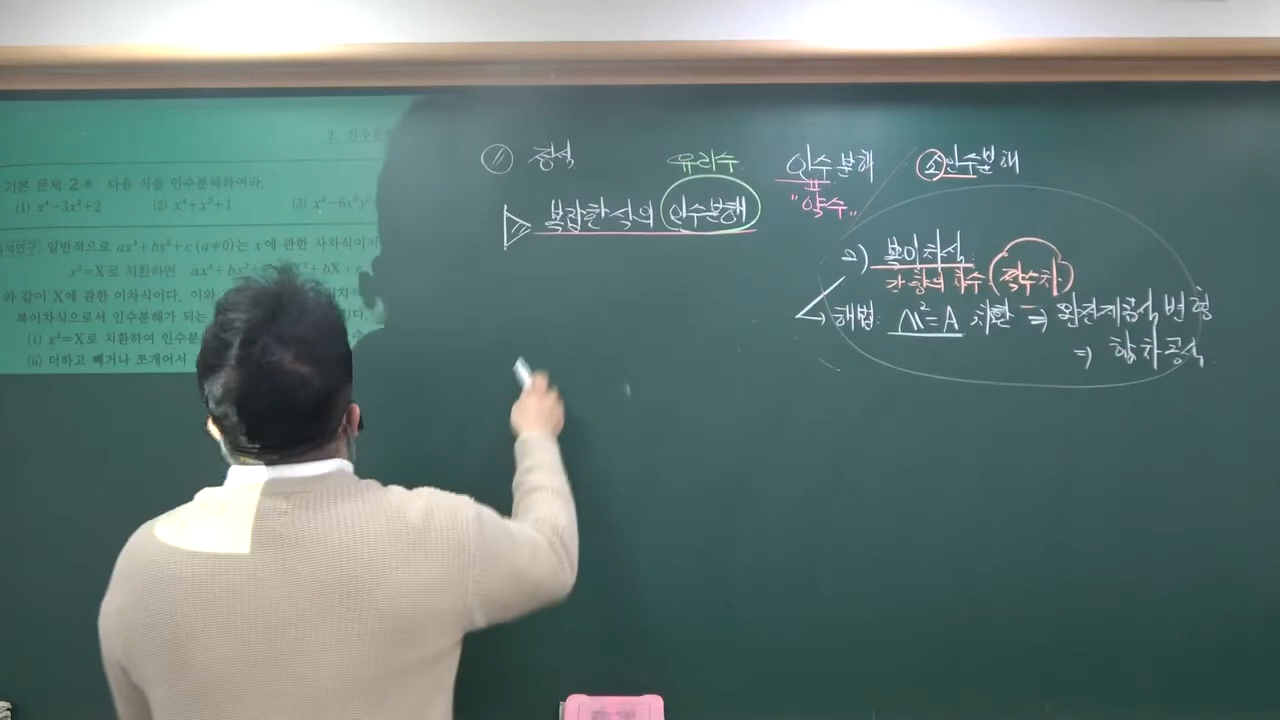 2. 인수분
기본 문제 2-8 다음 식을 인수분해하여라.
(1) x⁴−3x²+2 (2) x⁴+x²+1 (3) x⁴−6x²y²
일반적으로 ax⁴+bx²+c (a≠0)는 x에 관한 사차식이지
x²=X로 치환하면 ax⁴+bx² +bX+c
와 같이 X에 관한 이차식이다. 이와
복이차식으로서 인수분해가 되는
(i) x²=X로 치환하여 인수분
(ii) 더하고 빼거나 쪼개어서
// 정식
▷ 복잡한 식의 인수분해
유리수
인수분해
=
"약수"
소인수분해
2) 복이차식
각 항의 차수 (짝수차)
해법: x²=A 치환 ⇒ 완전제곱식 변형
⇒ 합차공식